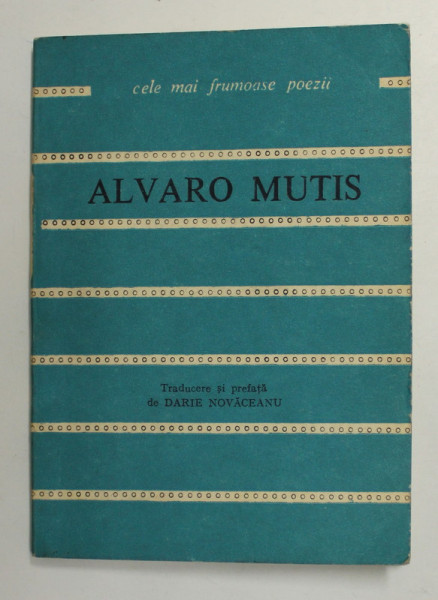 cele mai frumoase poezii
ALVARO MUTIS
Traducere și prefață
de DARIE NOVĂCEANU